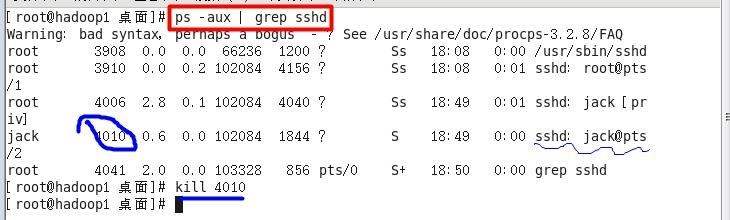 [root@hadoop1 桌面]# ps -aux | grep sshd
Warning: bad syntax, perhaps a bogus '-'? See /usr/share/doc/procps-3.2.8/FAQ
root 3908 0.0 0.0 66236 1200 ? Ss 18:08 0:00 /usr/sbin/sshd
root 3910 0.0 0.2 102084 4156 ? Ss 18:08 0:01 sshd: root@pts
/1
root 4006 2.8 0.1 102084 4040 ? Ss 18:49 0:01 sshd: jack [pr
iv]
jack 4010 0.6 0.0 102084 1844 ? S 18:49 0:00 sshd: jack@pts
/2
root 4041 2.0 0.0 103328 856 pts/0 S+ 18:50 0:00 grep sshd
[root@hadoop1 桌面]# kill 4010
[root@hadoop1 桌面]#